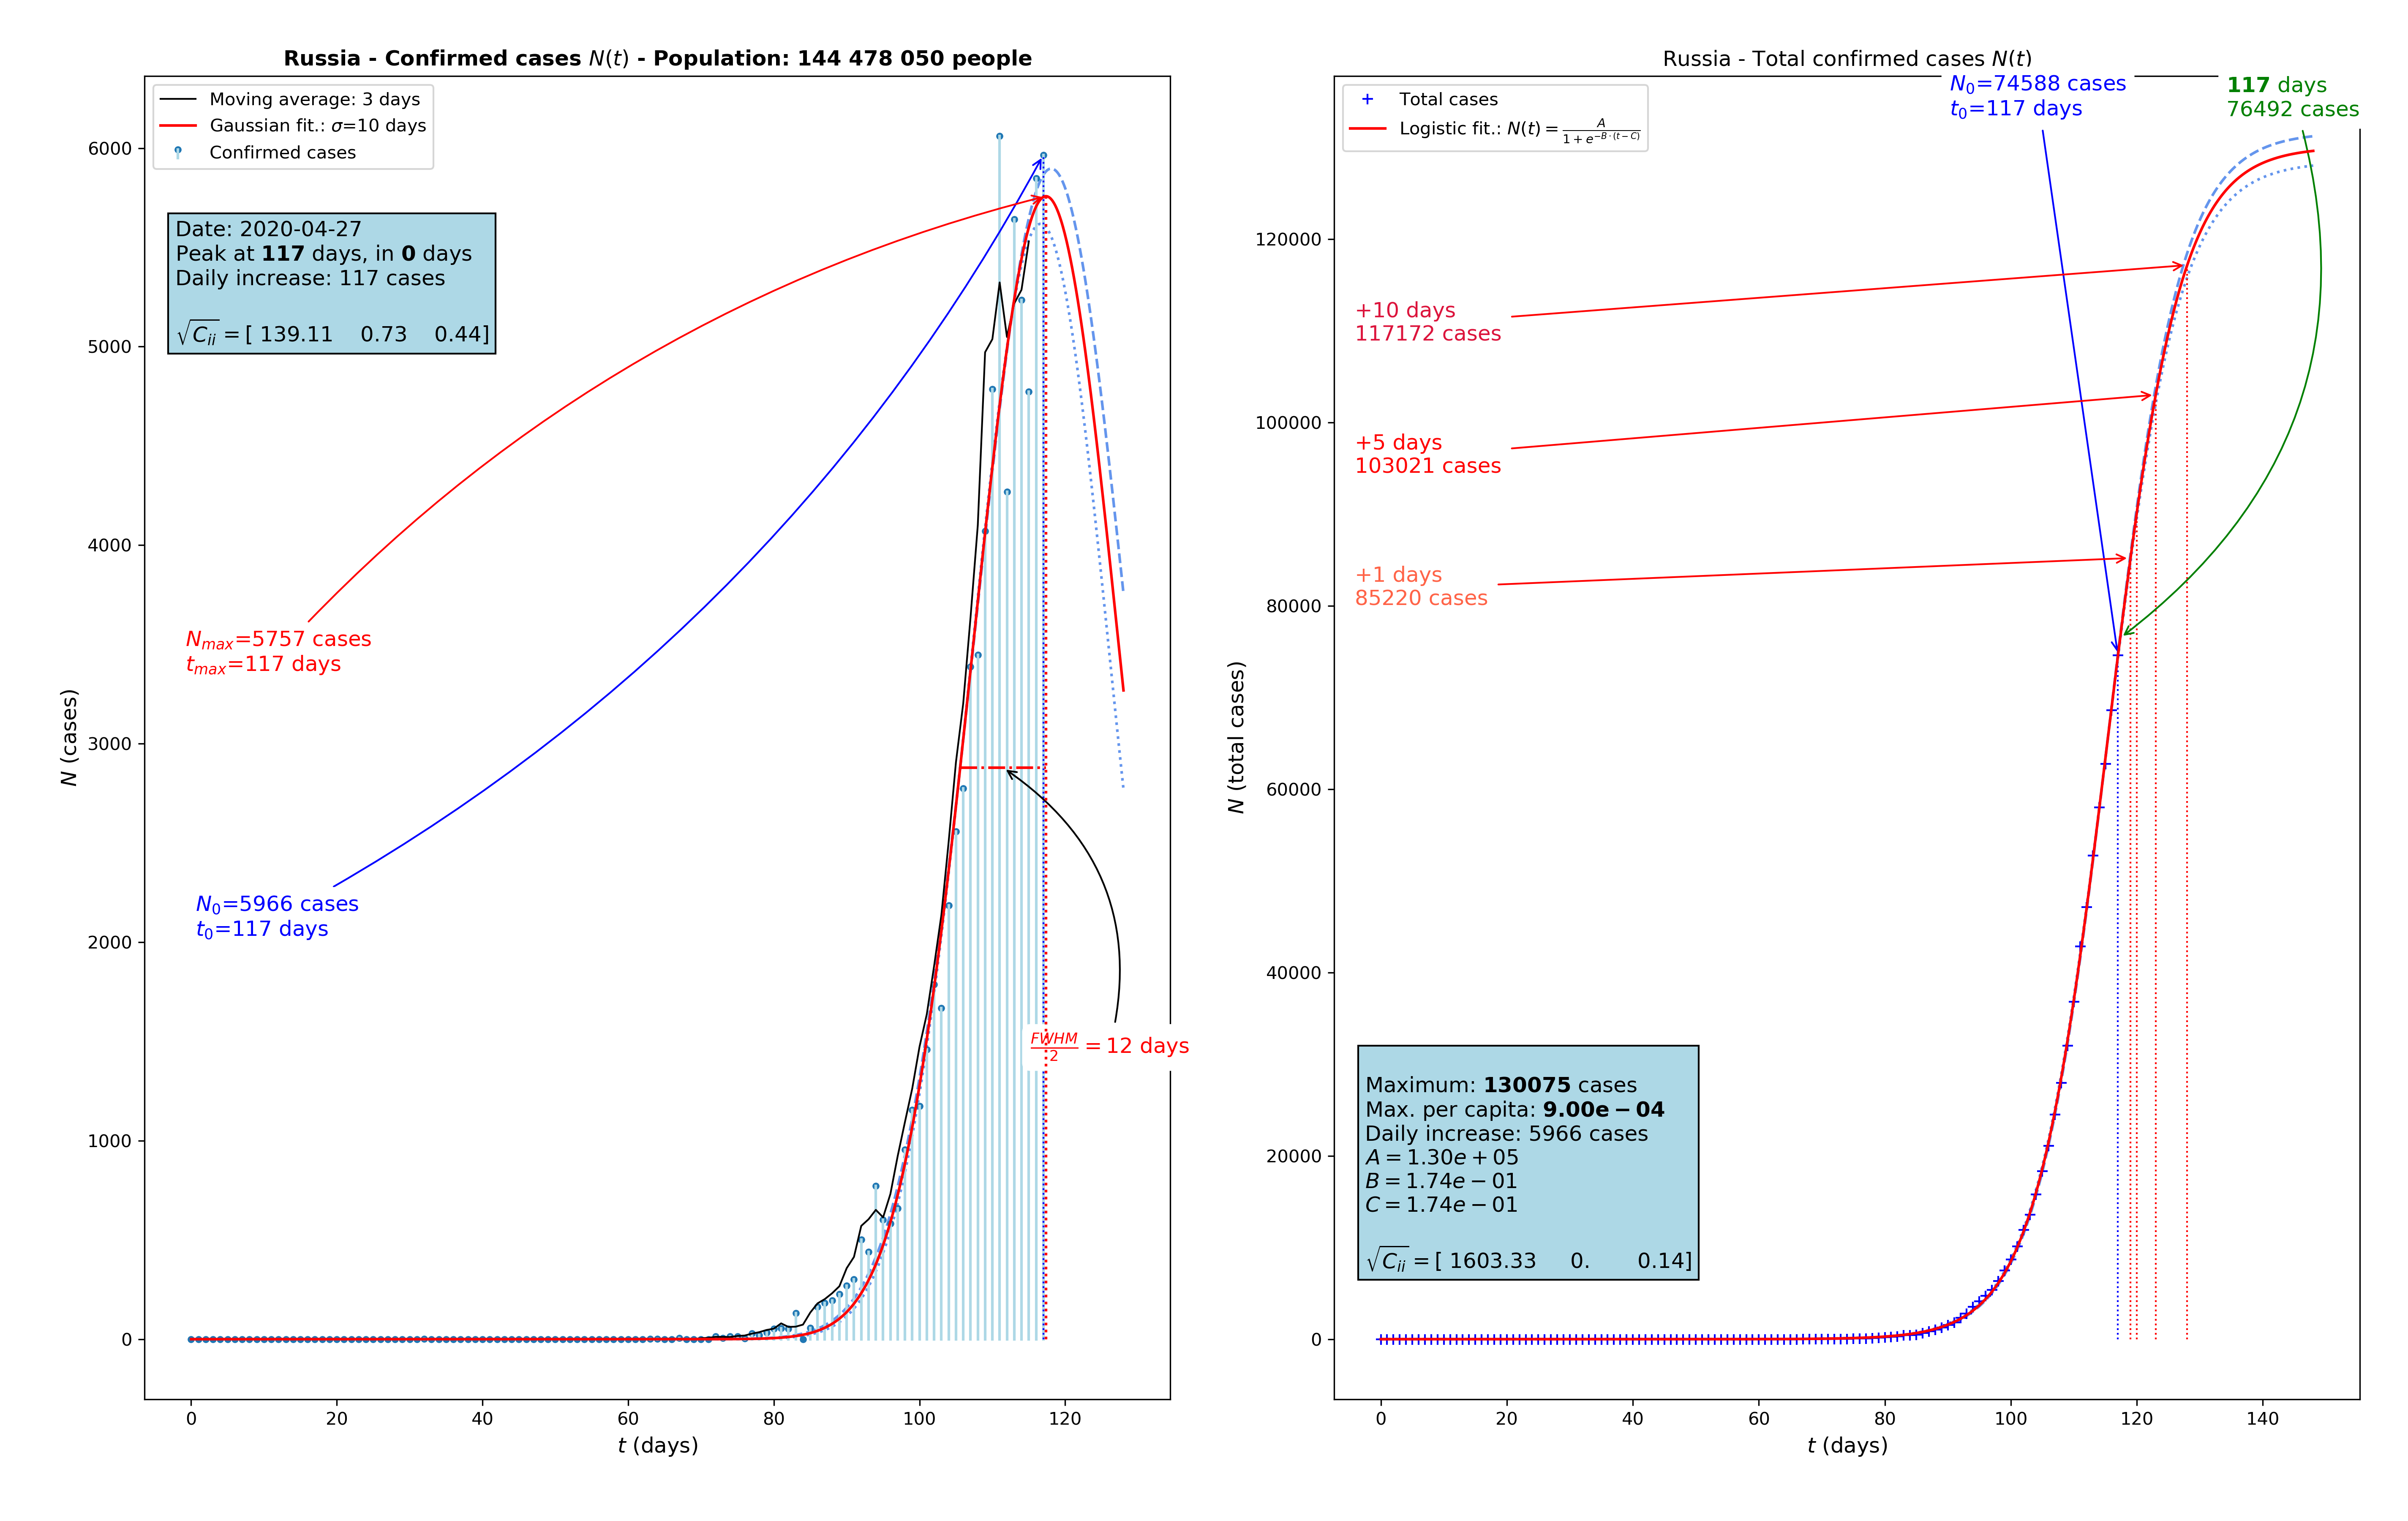 Russia - Confirmed cases N(t) - Population: 144 478 050 people
Moving average: 3 days
Gaussian fit.: σ=10 days
Confirmed cases
Date: 2020-04-27
Peak at 117 days, in 0 days
Daily increase: 117 cases
√Cii = [ 139.11 0.73 0.44]
Nmax=5757 cases
tmax=117 days
N0=5966 cases
t0=117 days
FWHM/2 = 12 days
N (cases)
6000
5000
4000
3000
2000
1000
0
0 20 40 60 80 100 120
t (days)
Russia - Total confirmed cases N(t)
Total cases
Logistic fit.: N(t) = A/(1 + e^(−B·(t−C)))
N0=74588 cases
t0=117 days
117 days
76492 cases
+10 days
117172 cases
+5 days
103021 cases
+1 days
85220 cases
Maximum: 130075 cases
Max. per capita: 9.00e − 04
Daily increase: 5966 cases
A = 1.30e + 05
B = 1.74e − 01
C = 1.74e − 01
√Cii = [ 1603.33 0. 0.14]
N (total cases)
120000
100000
80000
60000
40000
20000
0
0 20 40 60 80 100 120 140
t (days)